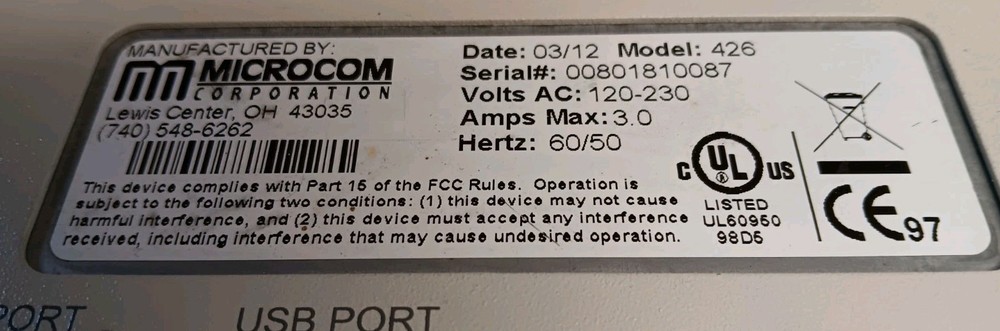 MANUFACTURED BY:
MICROCOM
CORPORATION
Lewis Center, OH 43035
(740) 548-6262
Date: 03/12 Model: 426
Serial#: 00801810087
Volts AC: 120-230
Amps Max: 3.0
Hertz: 60/50
This device complies with Part 15 of the FCC Rules. Operation is
subject to the following two conditions: (1) this device may not cause
harmful interference, and (2) this device must accept any interference
received, including interference that may cause undesired operation.
C UL US
LISTED
UL60950
98D5
CE 97
PORT
USB PORT